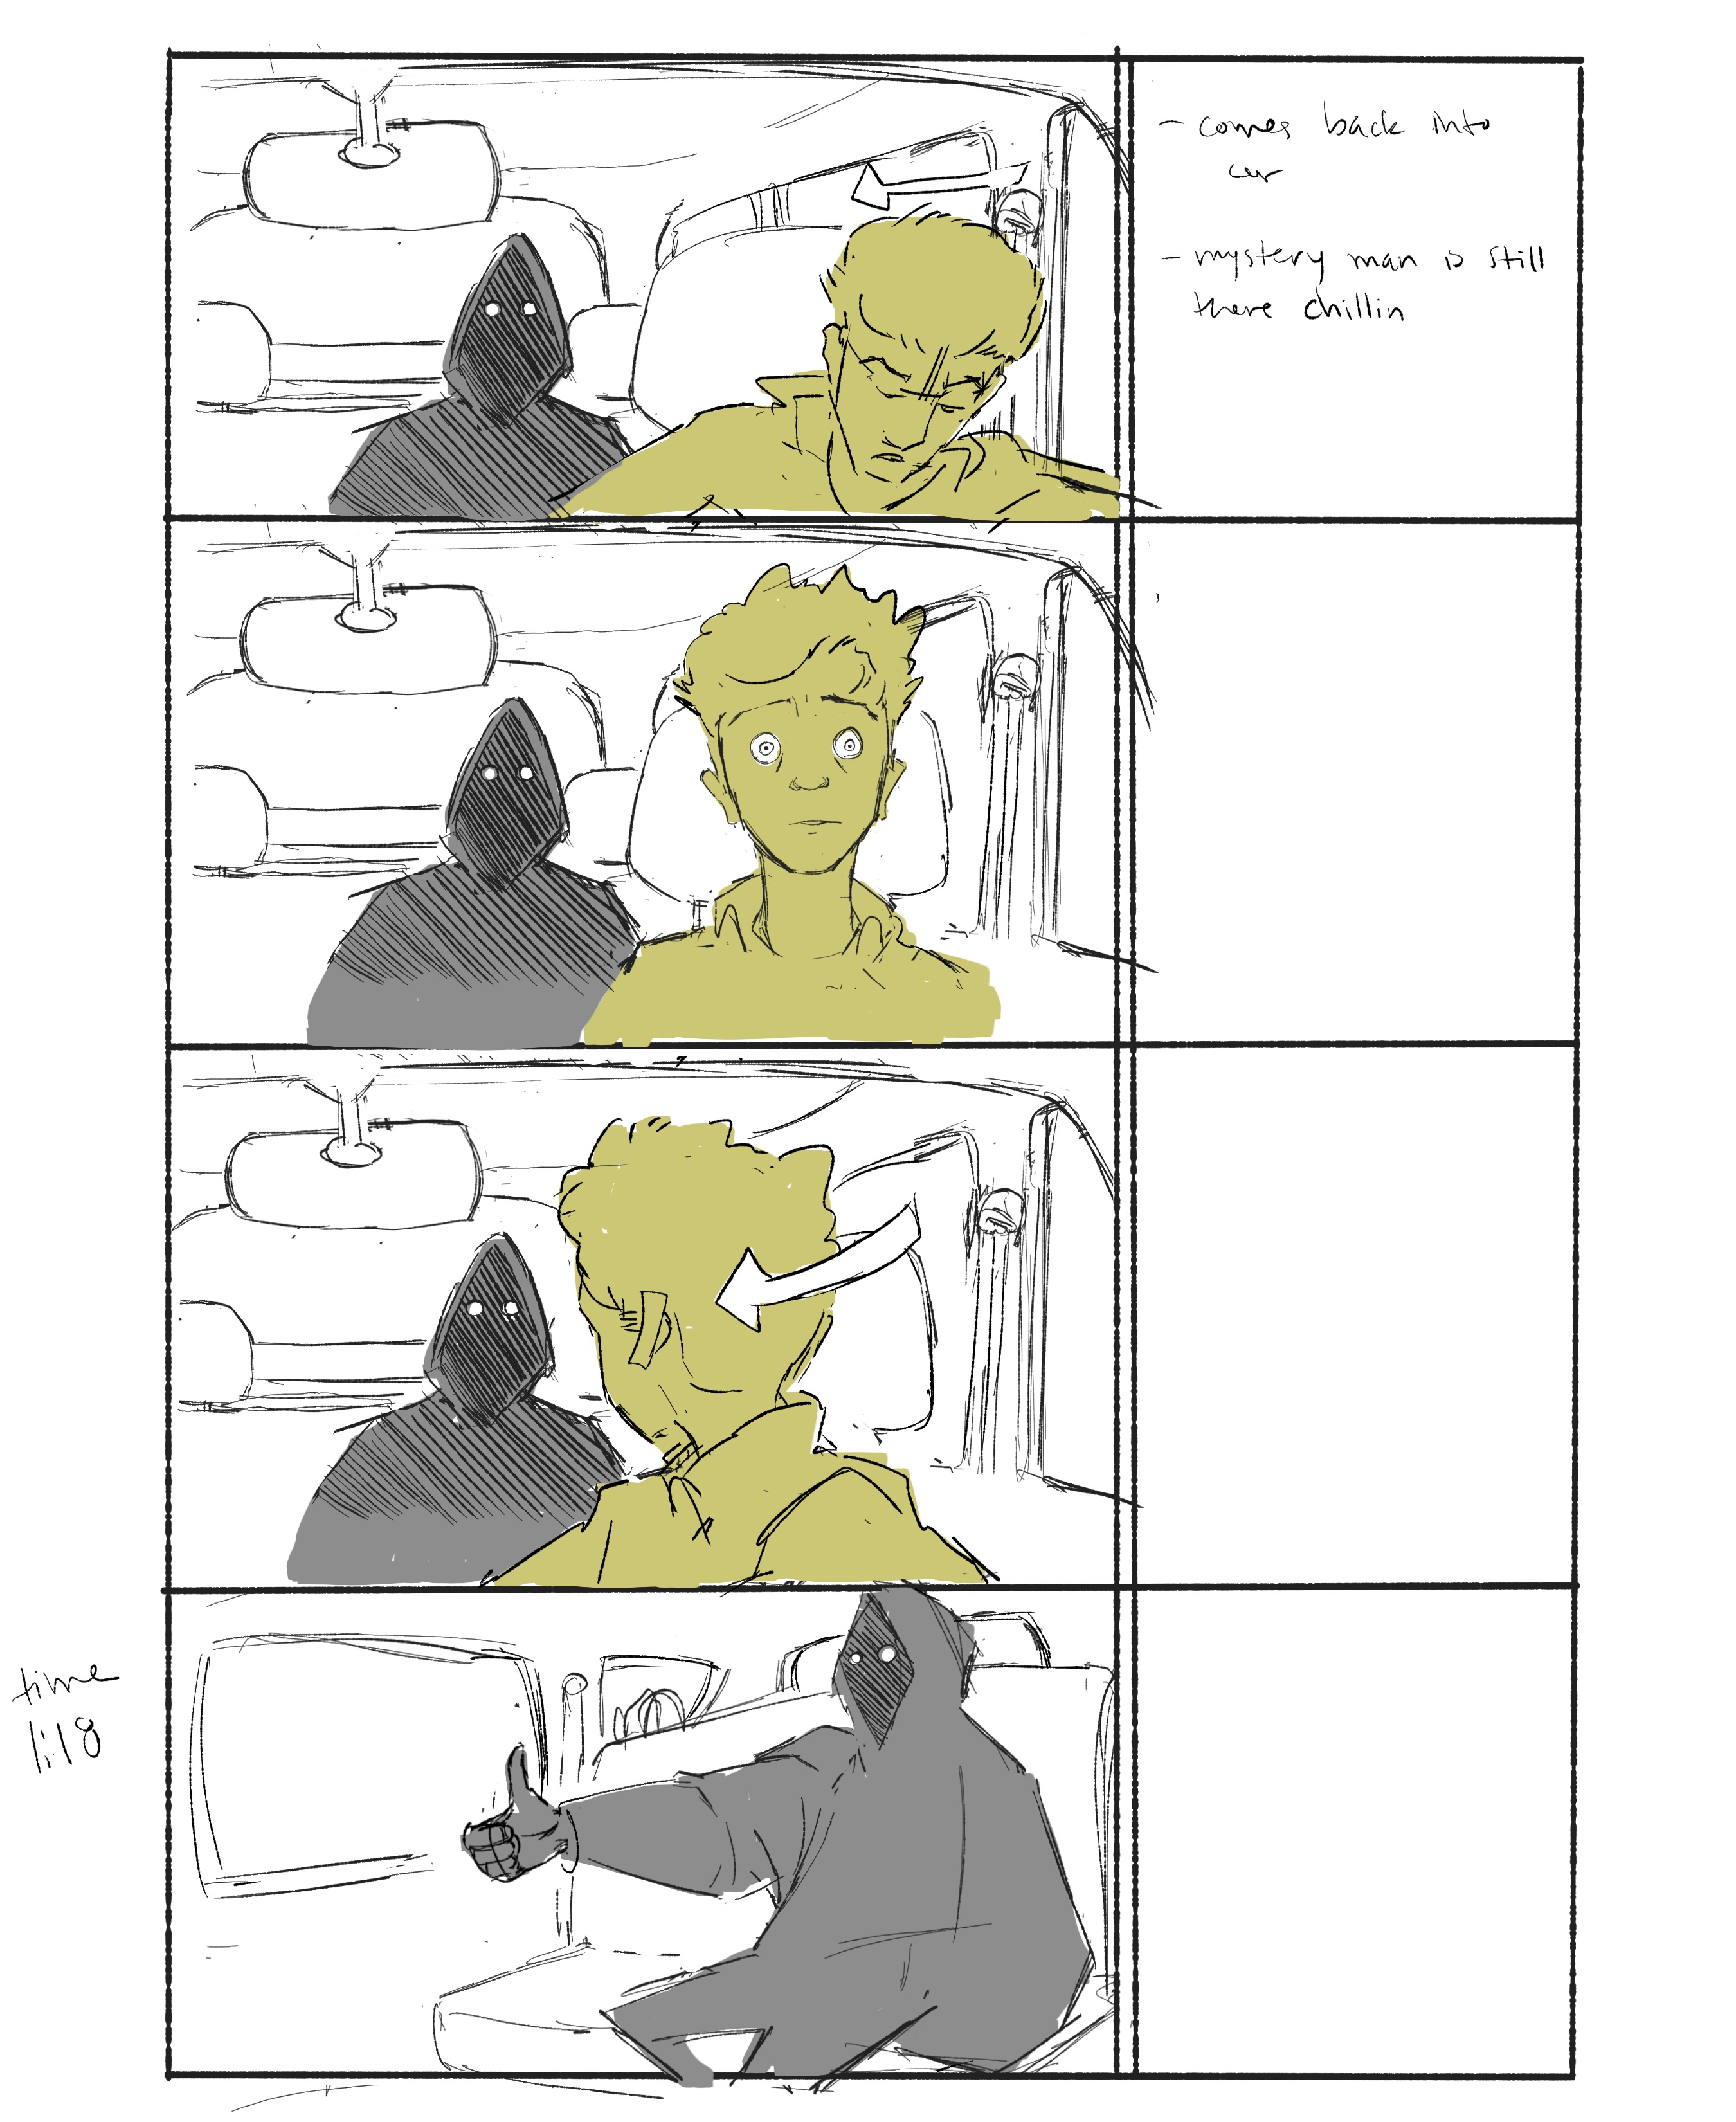 - comes back into
car
- mystery man is still
there chillin
time
1:18